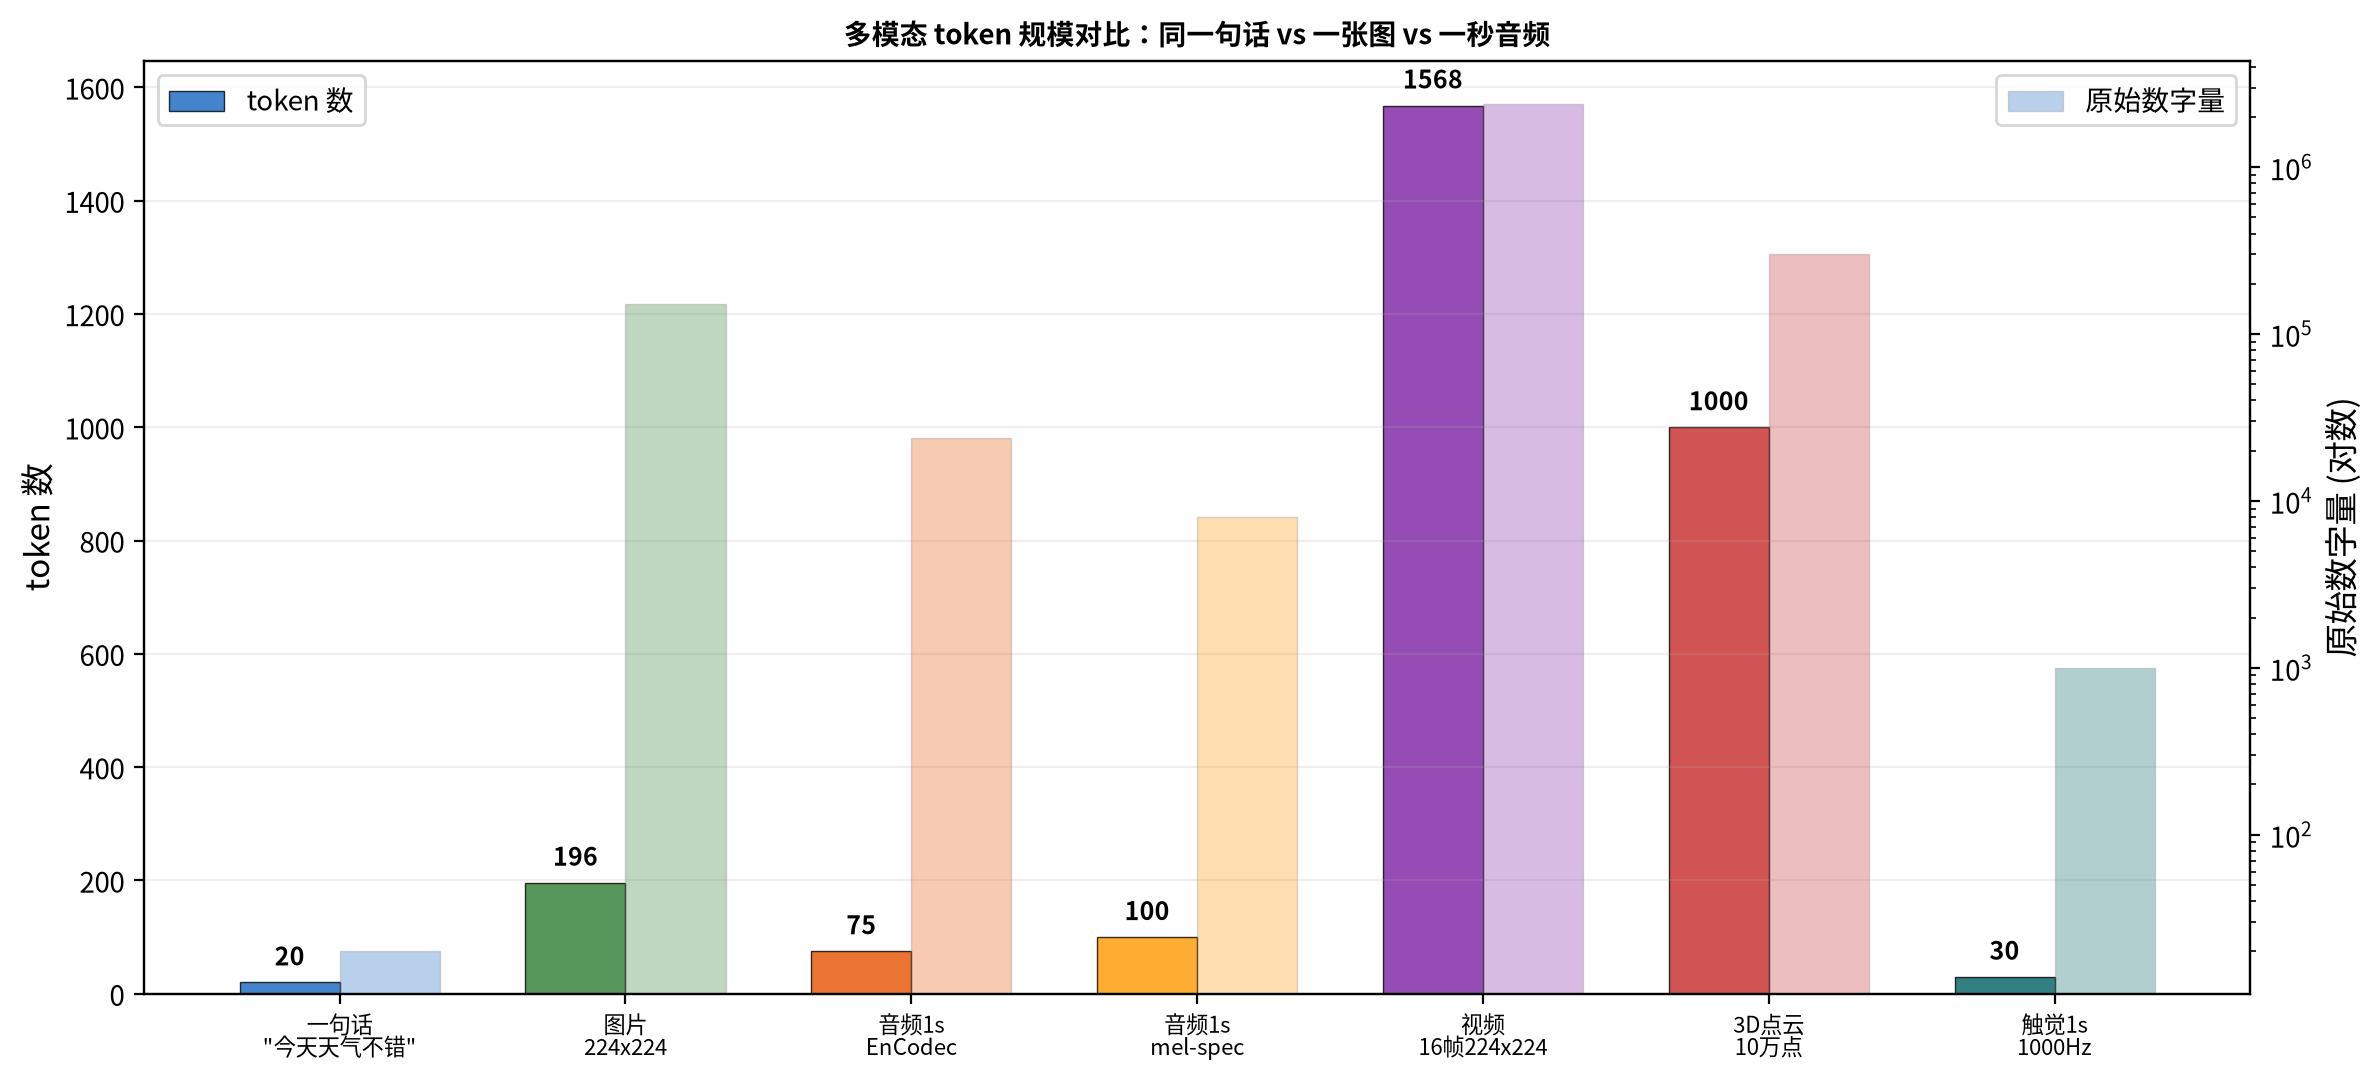 多模态 token 规模对比：同一句话 vs 一张图 vs 一秒音频
token 数
原始数字量
1600
1400
1200
1000
800
600
400
200
0
token 数
10^6
10^5
10^4
10^3
10^2
原始数字量 (对数)
20
196
75
100
1568
1000
30
一句话
"今天天气不错"
图片
224x224
音频1s
EnCodec
音频1s
mel-spec
视频
16帧224x224
3D点云
10万点
触觉1s
1000Hz